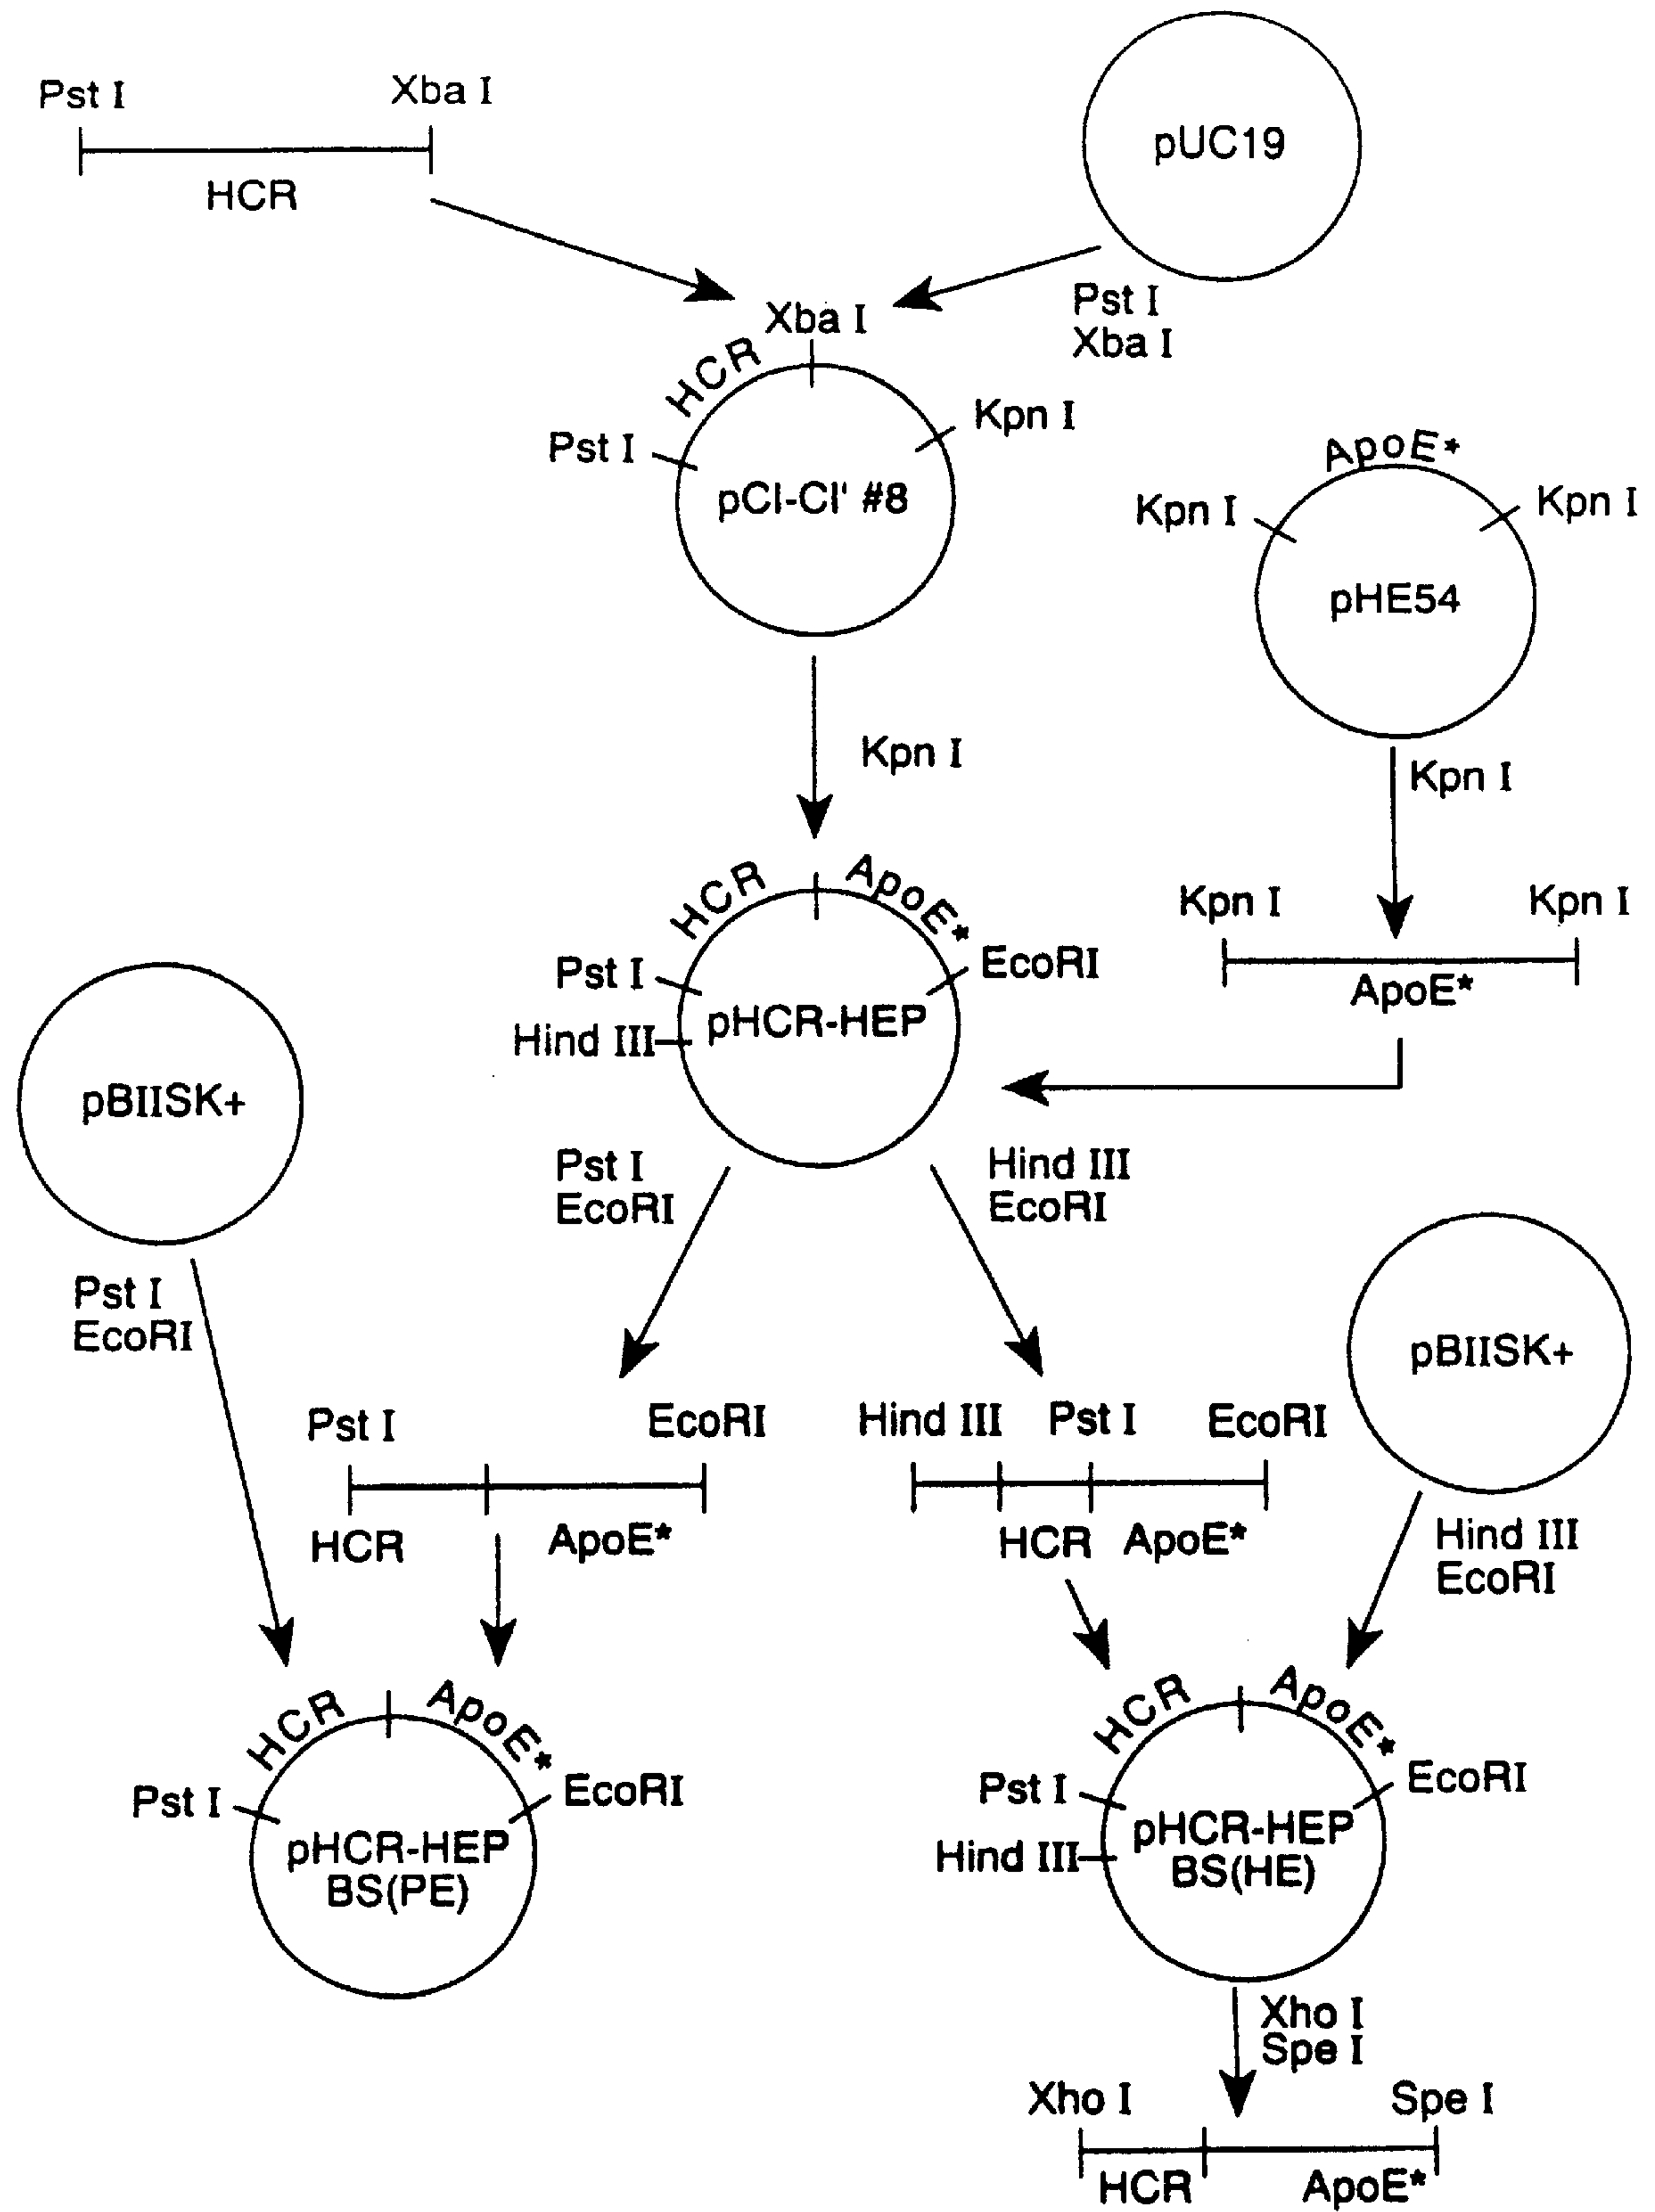 Pst I
Xba I
HCR
pUC19
Pst I
Xba I
Xba I
HCR
Pst I
Kpn I
pCI-CI' #8
ApoE*
Kpn I
Kpn I
pHE54
Kpn I
Kpn I
HCR
ApoE*
Pst I
EcoRI
Hind III
pHCR-HEP
Kpn I
Kpn I
ApoE*
pBIISK+
Pst I
EcoRI
Pst I
EcoRI
Hind III
EcoRI
pBIISK+
Hind III
EcoRI
Pst I
EcoRI
HCR
ApoE*
Hind III
Pst I
EcoRI
HCR
ApoE*
HCR
ApoE*
Pst I
EcoRI
pHCR-HEP
BS(PE)
HCR
ApoE*
Pst I
EcoRI
Hind III
pHCR-HEP
BS(HE)
Xho I
Spe I
Xho I
Spe I
HCR
ApoE*